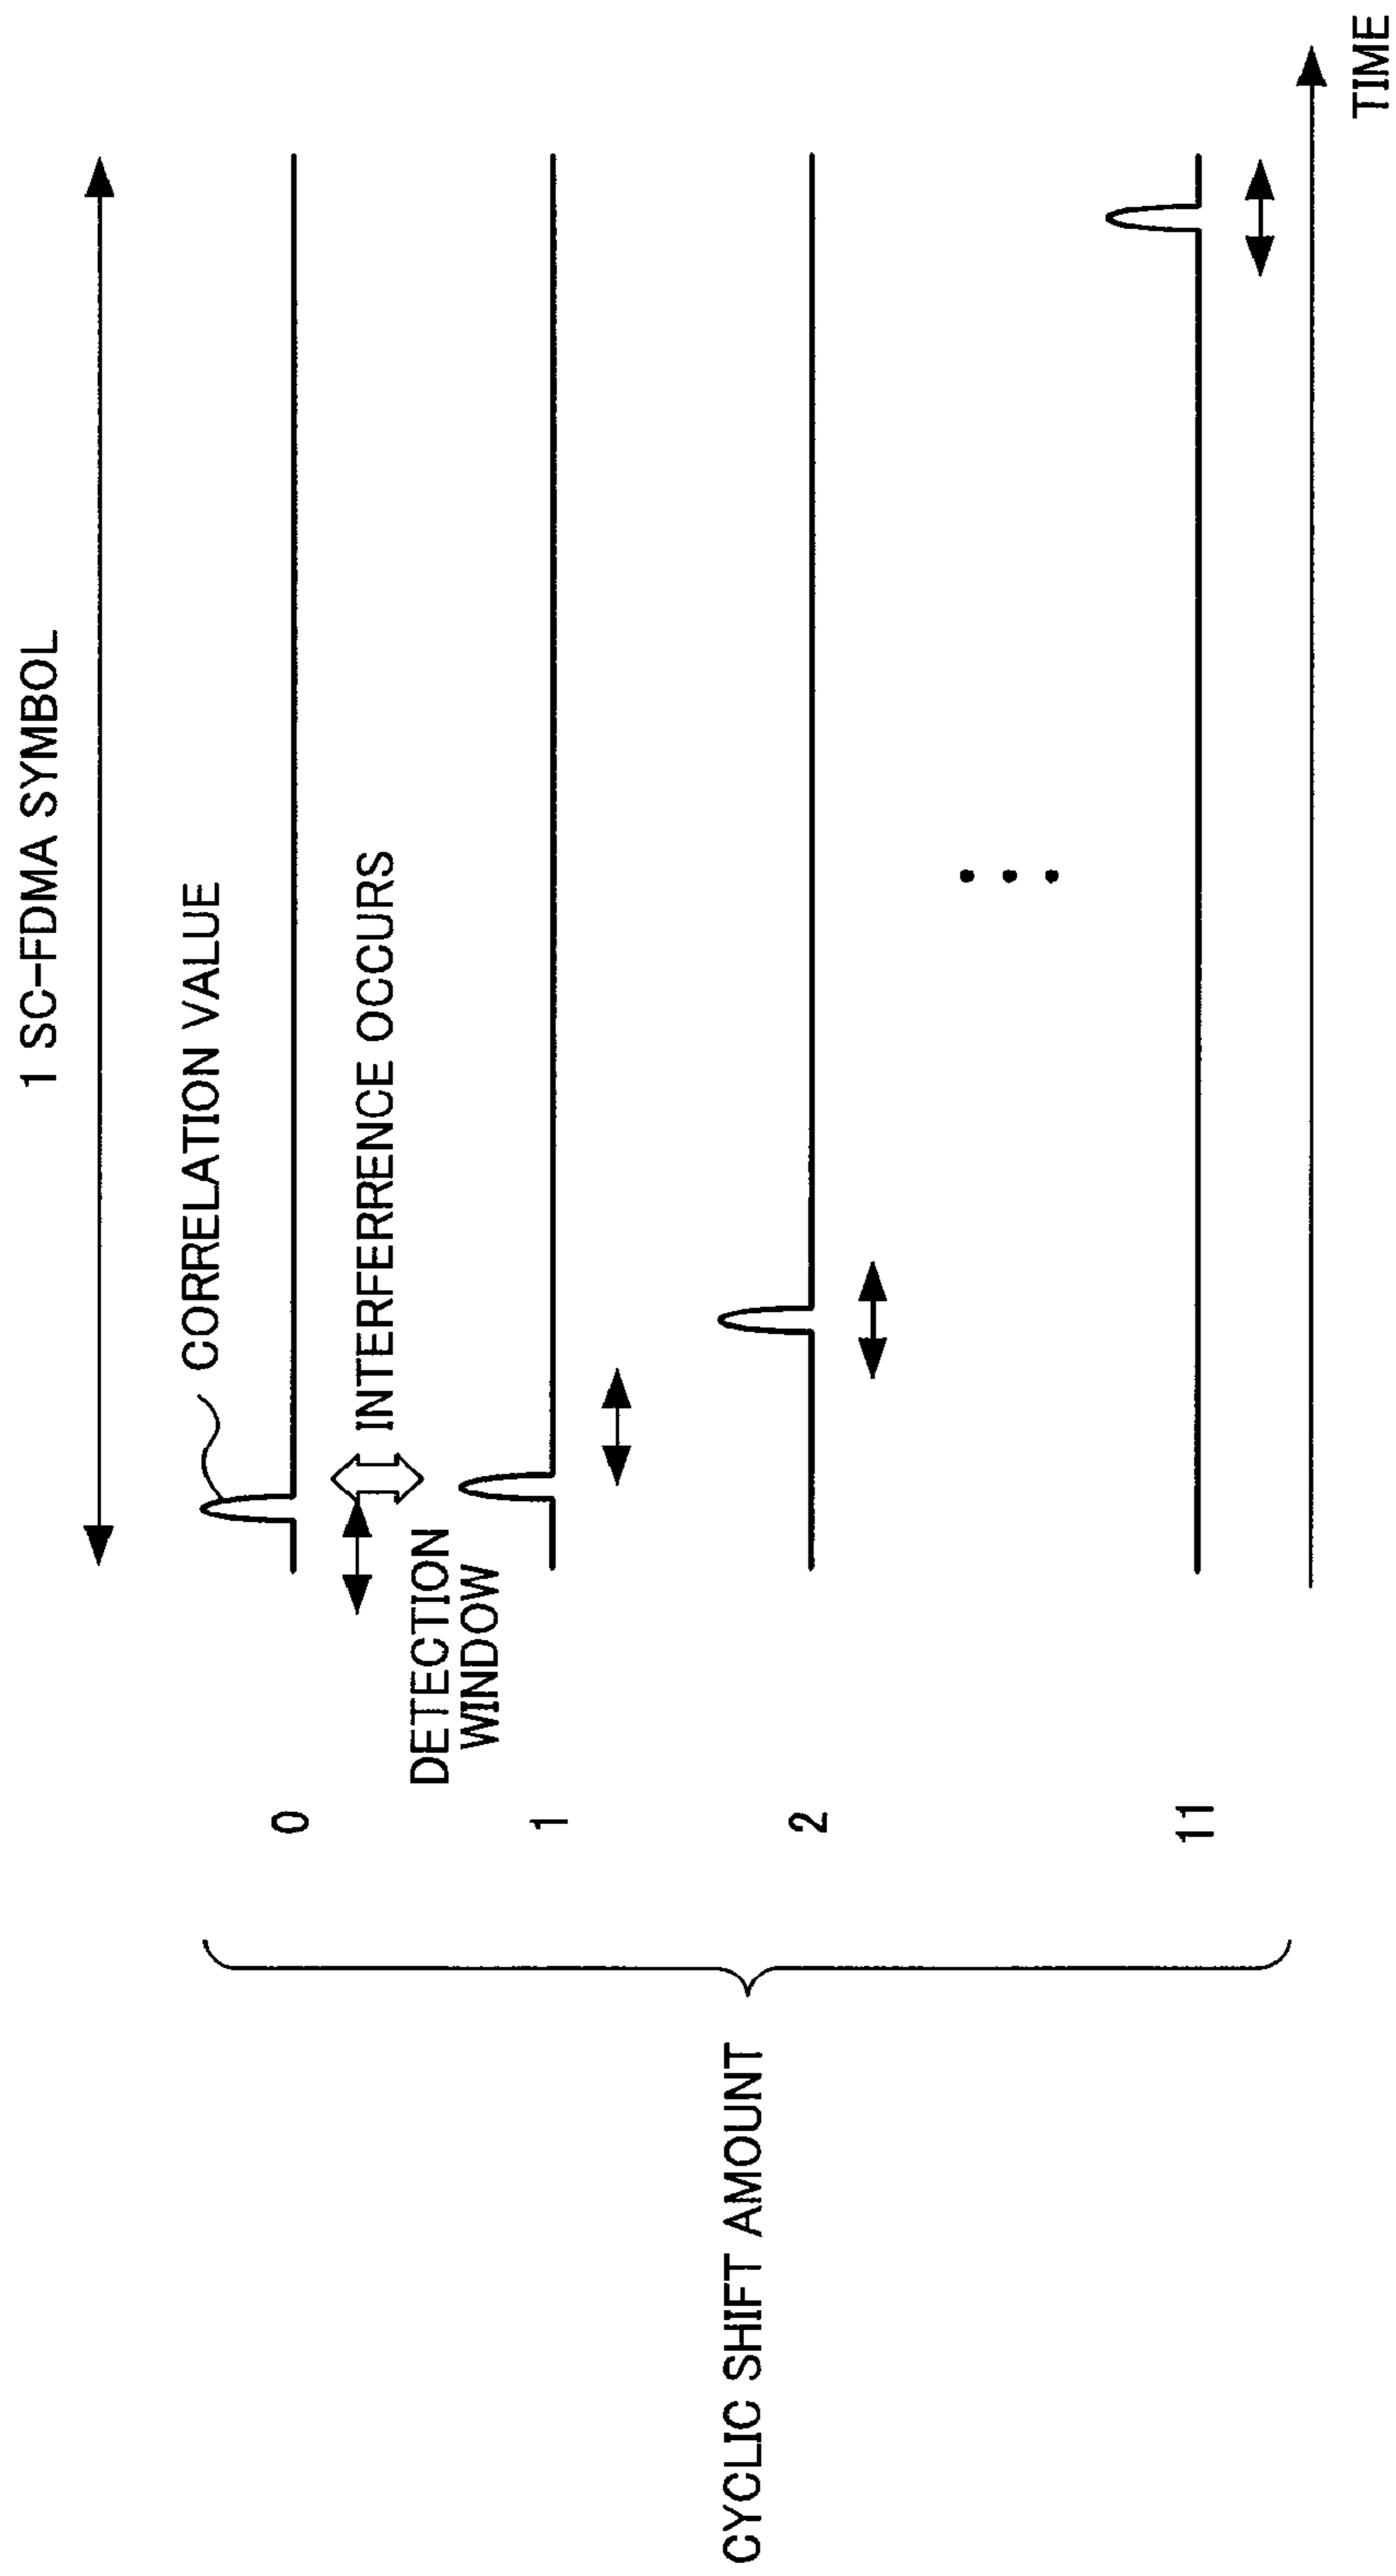 1 SC-FDMA SYMBOL
CORRELATION VALUE
0
INTERFERRENCE OCCURS
DETECTION
WINDOW
1
2
11
CYCLIC SHIFT AMOUNT
TIME